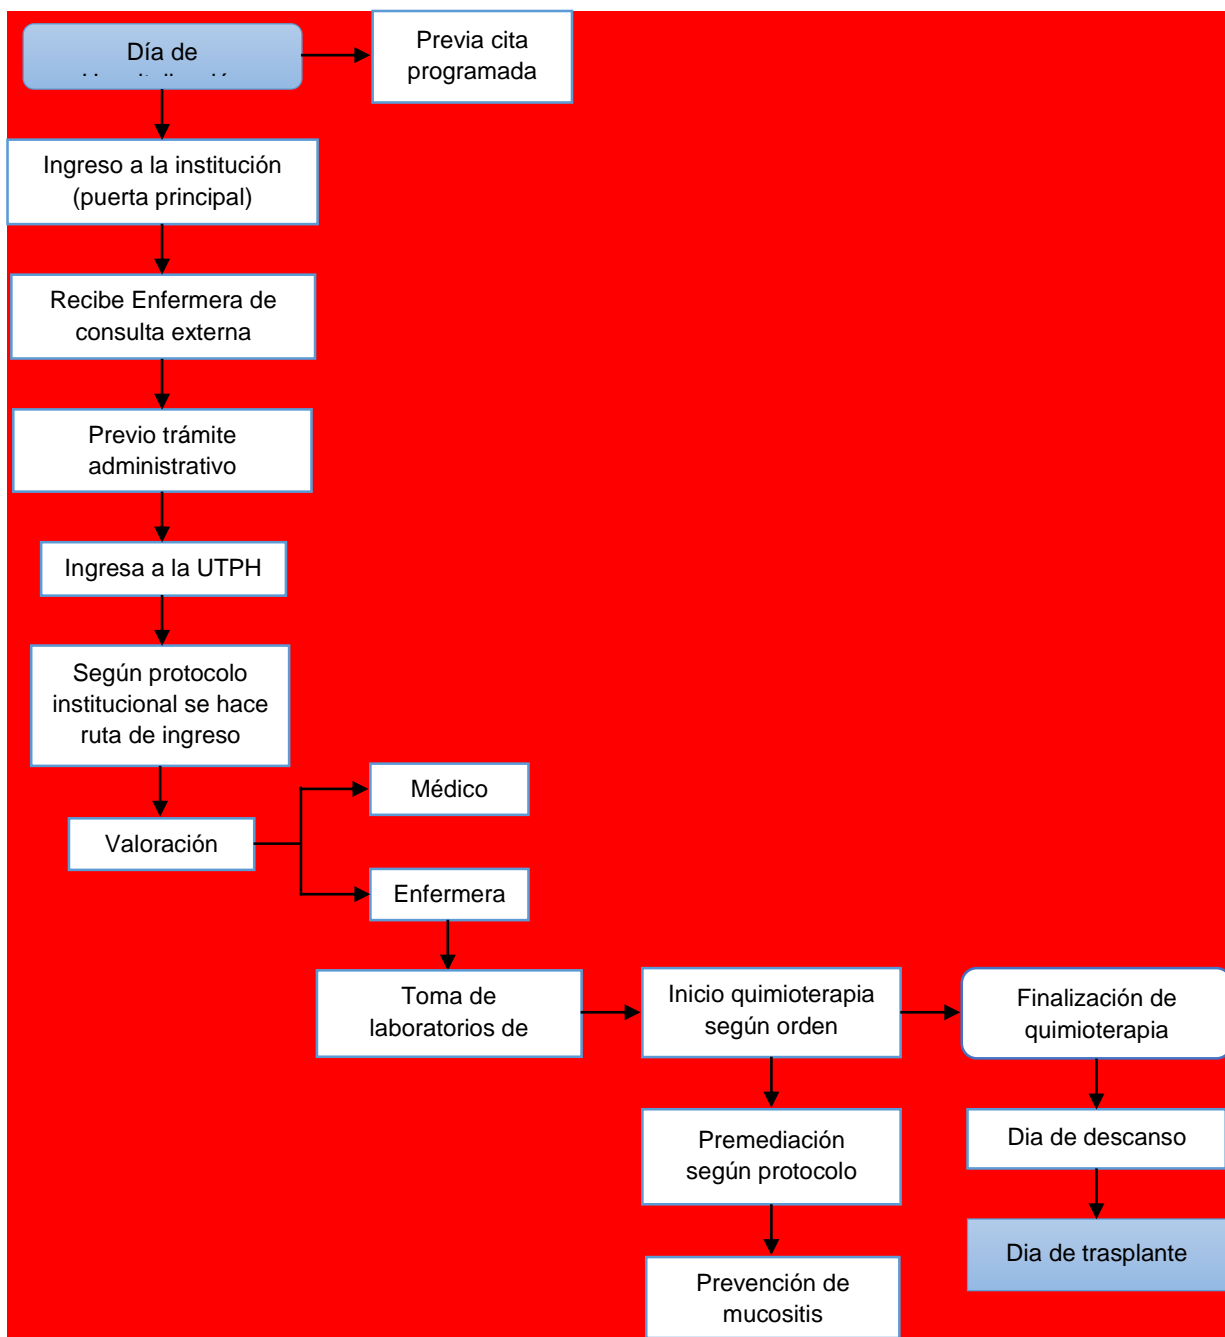 Día de
Previa cita
programada
Ingreso a la institución
(puerta principal)
Recibe Enfermera de
consulta externa
Previo trámite
administrativo
Ingresa a la UTPH
Según protocolo
institucional se hace
ruta de ingreso
Médico
Valoración
Enfermera
Toma de
laboratorios de
Inicio quimioterapia
según orden
Finalización de
quimioterapia
Premediación
según protocolo
Dia de descanso
Dia de trasplante
Prevención de
mucositis